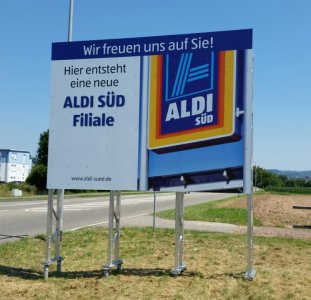 Wir freuen uns auf Sie!
Hier entsteht
eine neue
ALDI SÜD
Filiale
ALDI
SÜD
www.aldi-sued.de